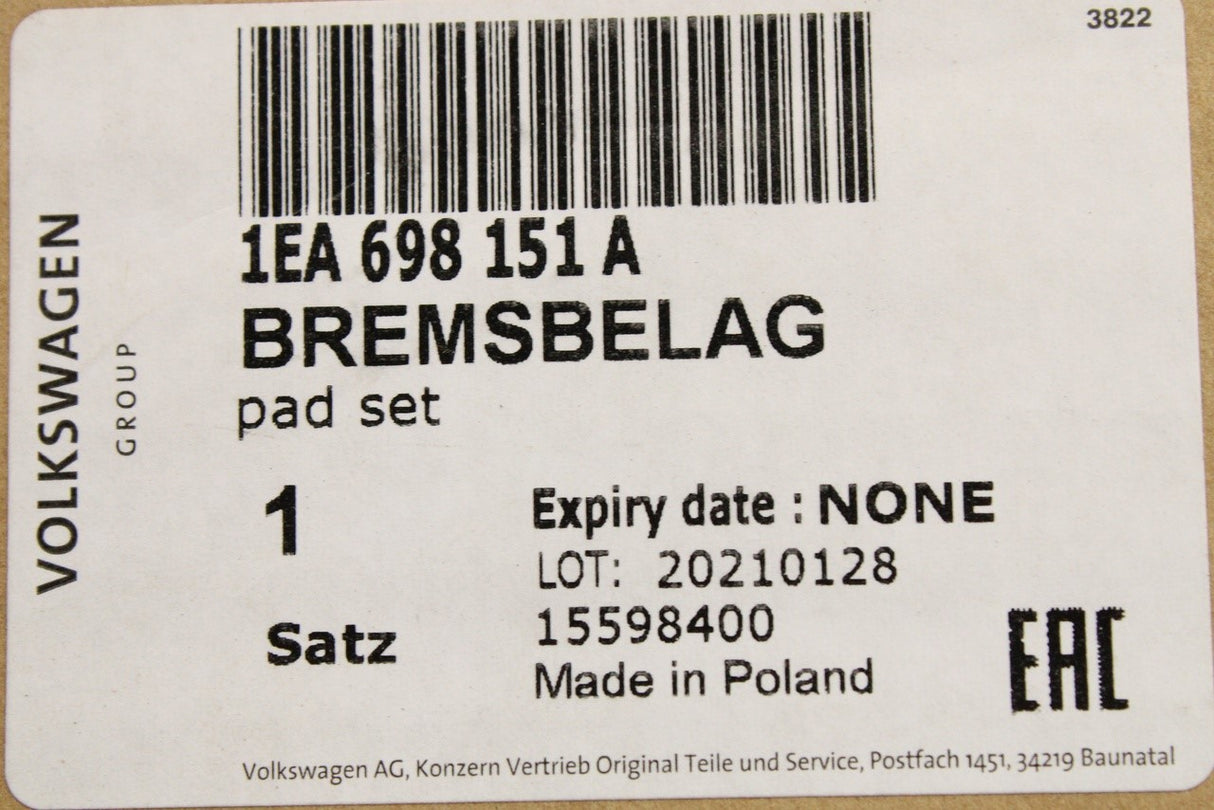 3822
1EA 698 151 A
BREMSBELAG
pad set
VOLKSWAGEN
GROUP
1
Satz
Expiry date : NONE
LOT: 20210128
15598400
Made in Poland
EAC
Volkswagen AG, Konzern Vertrieb Original Teile und Service, Postfach 1451, 34219 Baunatal